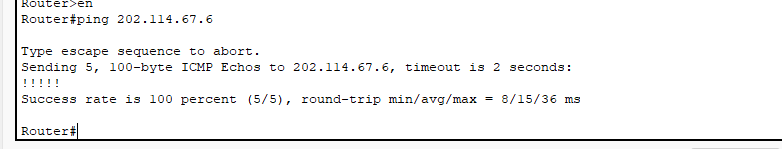 Router>en
Router#ping 202.114.67.6
Type escape sequence to abort.
Sending 5, 100-byte ICMP Echos to 202.114.67.6, timeout is 2 seconds:
!!!!!
Success rate is 100 percent (5/5), round-trip min/avg/max = 8/15/36 ms
Router#